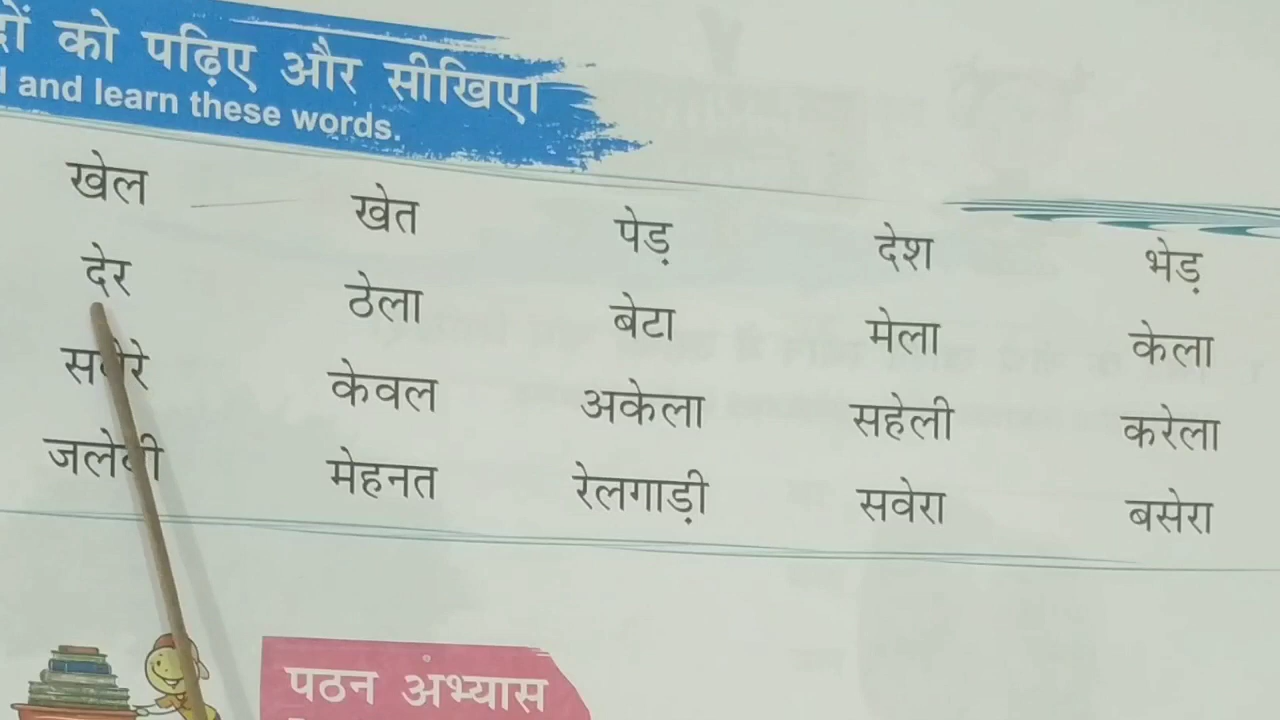 को पढ़िए और सीखिए।
and learn these words.
खेल खेत पेड़ देश भेड़
देर ठेला बेटा मेला केला
केवल अकेला सहेली करेला
मेहनत रेलगाड़ी सवेरा बसेरा
पठन अभ्यास